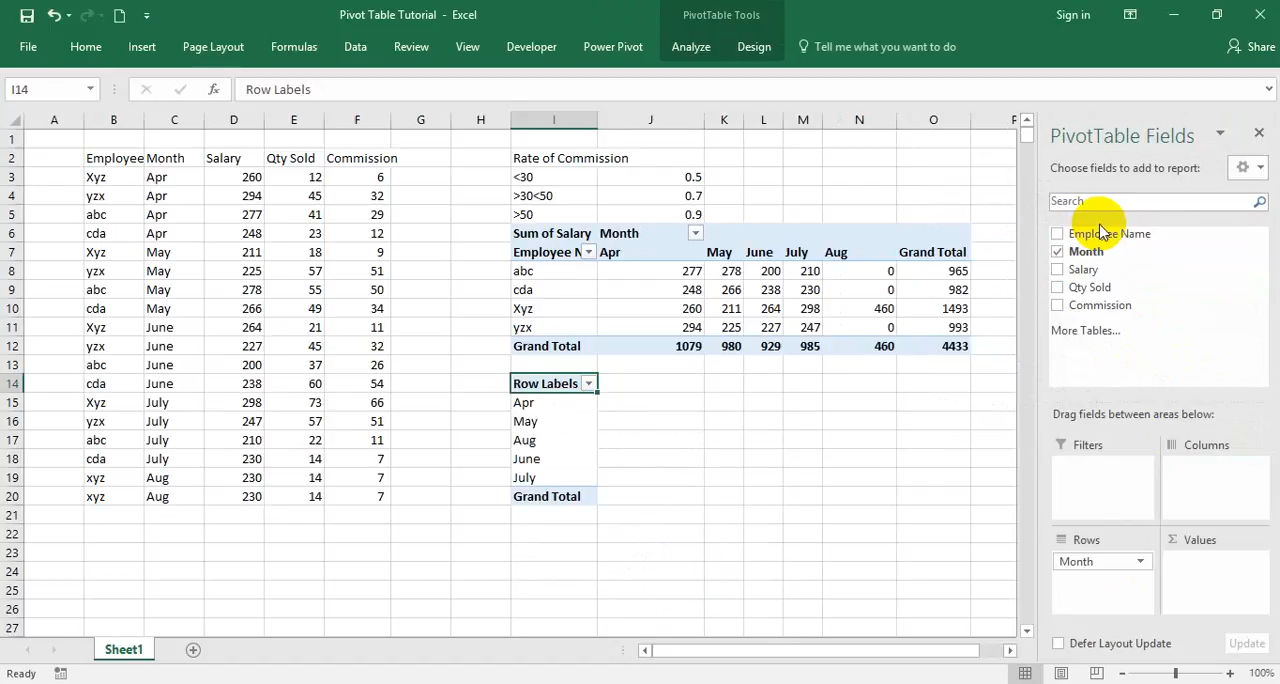 Pivot Table Tutorial - Excel
PivotTable Tools
Sign in
File Home Insert Page Layout Formulas Data Review View Developer Power Pivot Analyze Design Tell me what you want to do Share
I14 fx Row Labels
A B C D E F G H I J K L M N O P
1
2 Employee Month Salary Qty Sold Commission Rate of Commission
3 Xyz Apr 260 12 6 <30 0.5
4 yzx Apr 294 45 32 >30<50 0.7
5 abc Apr 277 41 29 >50 0.9
6 cda Apr 248 23 12 Sum of Salary Month
7 Xyz May 211 18 9 Employee N Apr May June July Aug Grand Total
8 yzx May 225 57 51 abc 277 278 200 210 0 965
9 abc May 278 55 50 cda 248 266 238 230 0 982
10 cda May 266 49 34 Xyz 260 211 264 298 460 1493
11 Xyz June 264 21 11 yzx 294 225 227 247 0 993
12 yzx June 227 45 32 Grand Total 1079 980 929 985 460 4433
13 abc June 200 37 26
14 cda June 238 60 54 Row Labels
15 Xyz July 298 73 66 Apr
16 yzx July 247 57 51 May
17 abc July 210 22 11 Aug
18 cda July 230 14 7 June
19 xyz Aug 230 14 7 July
20 xyz Aug 230 14 7 Grand Total
21
22
23
24
25
26
27
PivotTable Fields
Choose fields to add to report:
Search
Employee Name
Month
Salary
Qty Sold
Commission
More Tables...
Drag fields between areas below:
Filters Columns
Rows Σ Values
Month
Defer Layout Update Update
Sheet1
Ready 100%